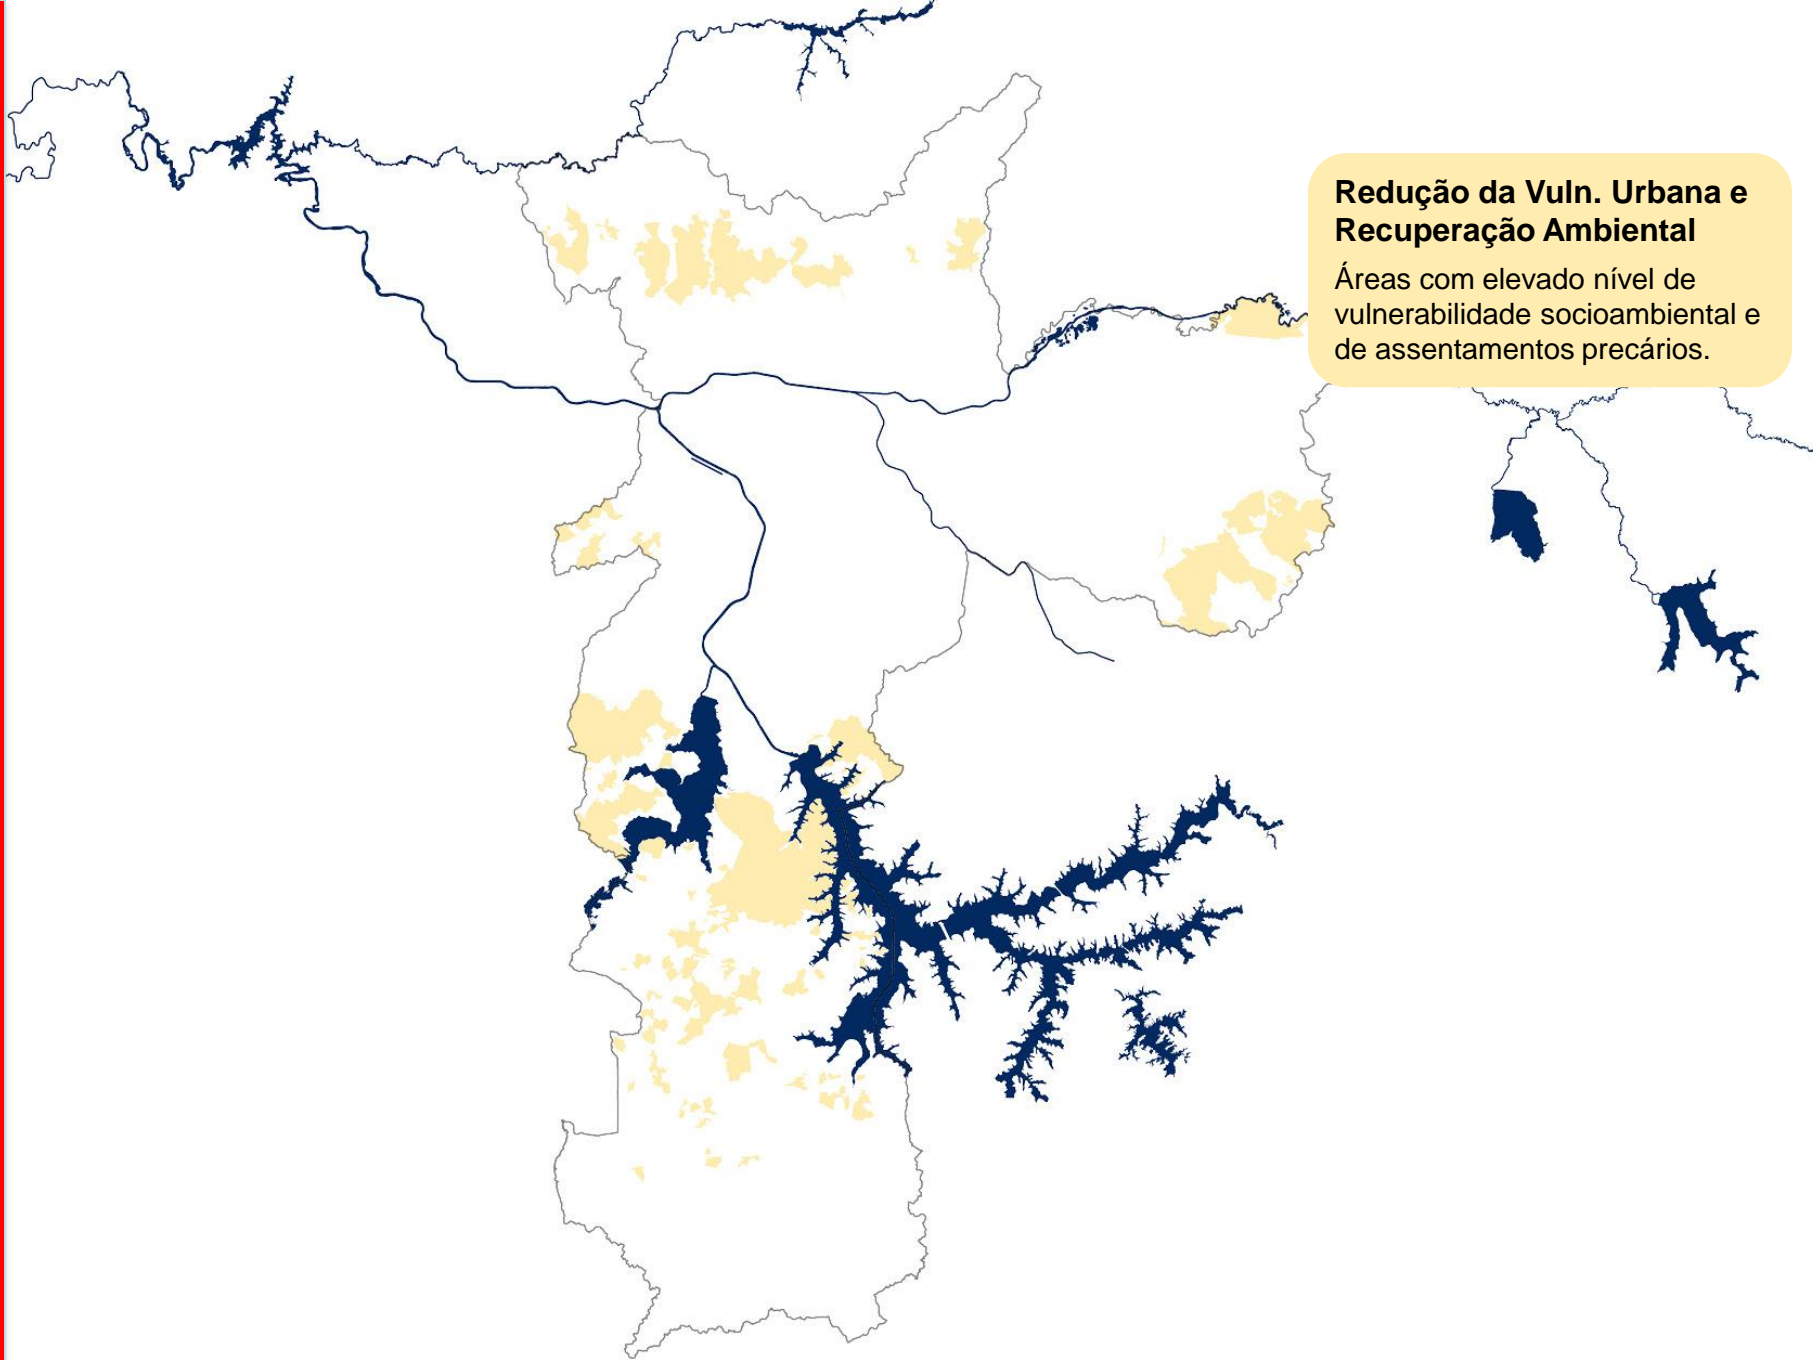 Redução da Vuln. Urbana e
Recuperação Ambiental
Áreas com elevado nível de
vulnerabilidade socioambiental e
de assentamentos precários.